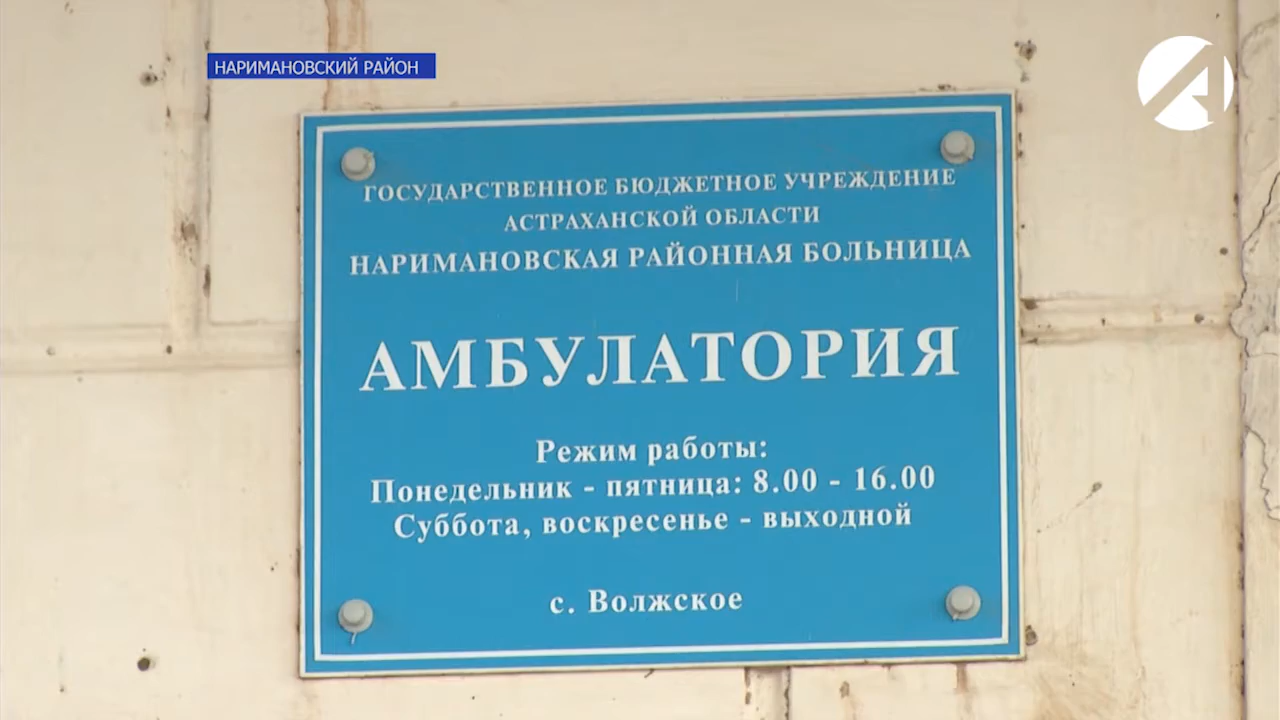 НАРИМАНОВСКИЙ РАЙОН
ГОСУДАРСТВЕННОЕ БЮДЖЕТНОЕ УЧРЕЖДЕНИЕ
АСТРАХАНСКОЙ ОБЛАСТИ
НАРИМАНОВСКАЯ РАЙОННАЯ БОЛЬНИЦА
АМБУЛАТОРИЯ
Режим работы:
Понедельник - пятница: 8.00 - 16.00
Суббота, воскресенье - выходной
с. Волжское